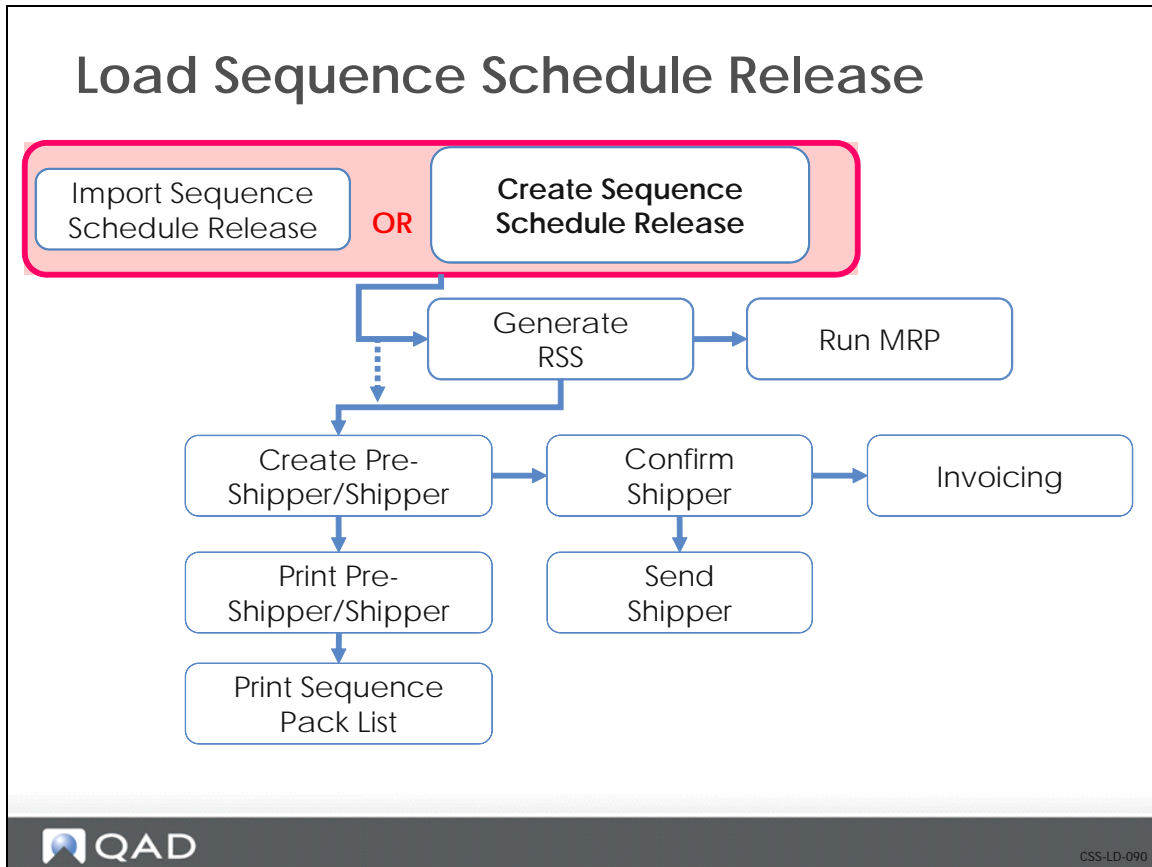 Load Sequence Schedule Release
Import Sequence
Schedule Release
OR
Create Sequence
Schedule Release
Generate
RSS
Run MRP
Create Pre-
Shipper/Shipper
Confirm
Shipper
Invoicing
Print Pre-
Shipper/Shipper
Send
Shipper
Print Sequence
Pack List
QAD
CSS-LD-090